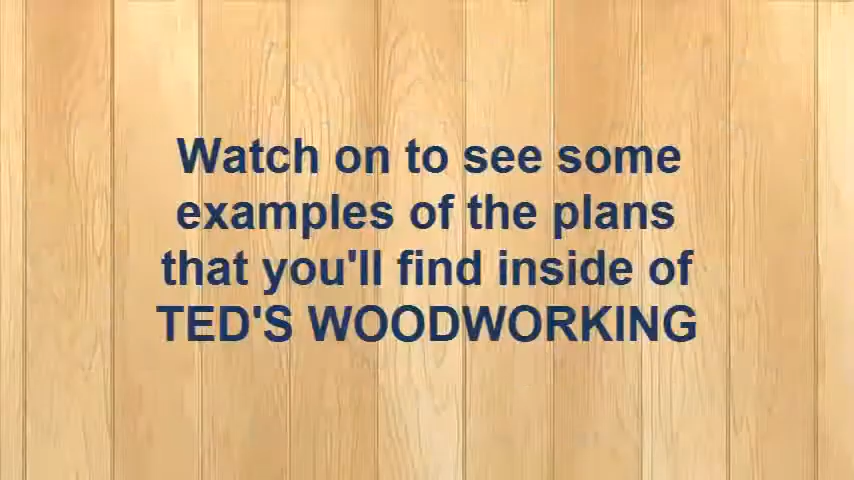 Watch on to see some
examples of the plans
that you'll find inside of
TED'S WOODWORKING